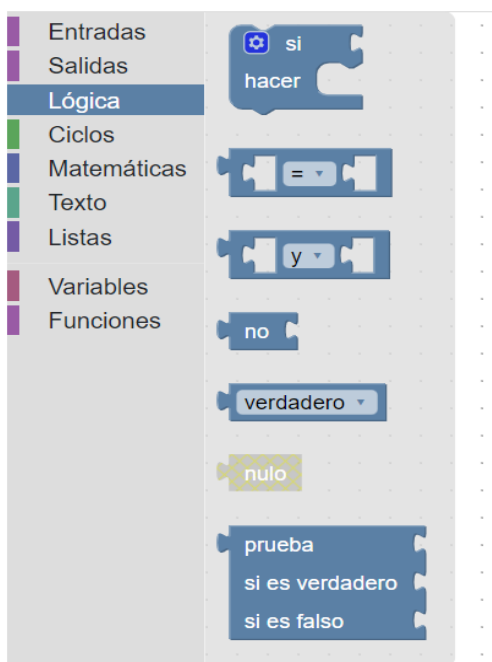 Entradas
Salidas
Lógica
Ciclos
Matemáticas
Texto
Listas
Variables
Funciones
si
hacer
=
y
no
verdadero
nulo
prueba
si es verdadero
si es falso